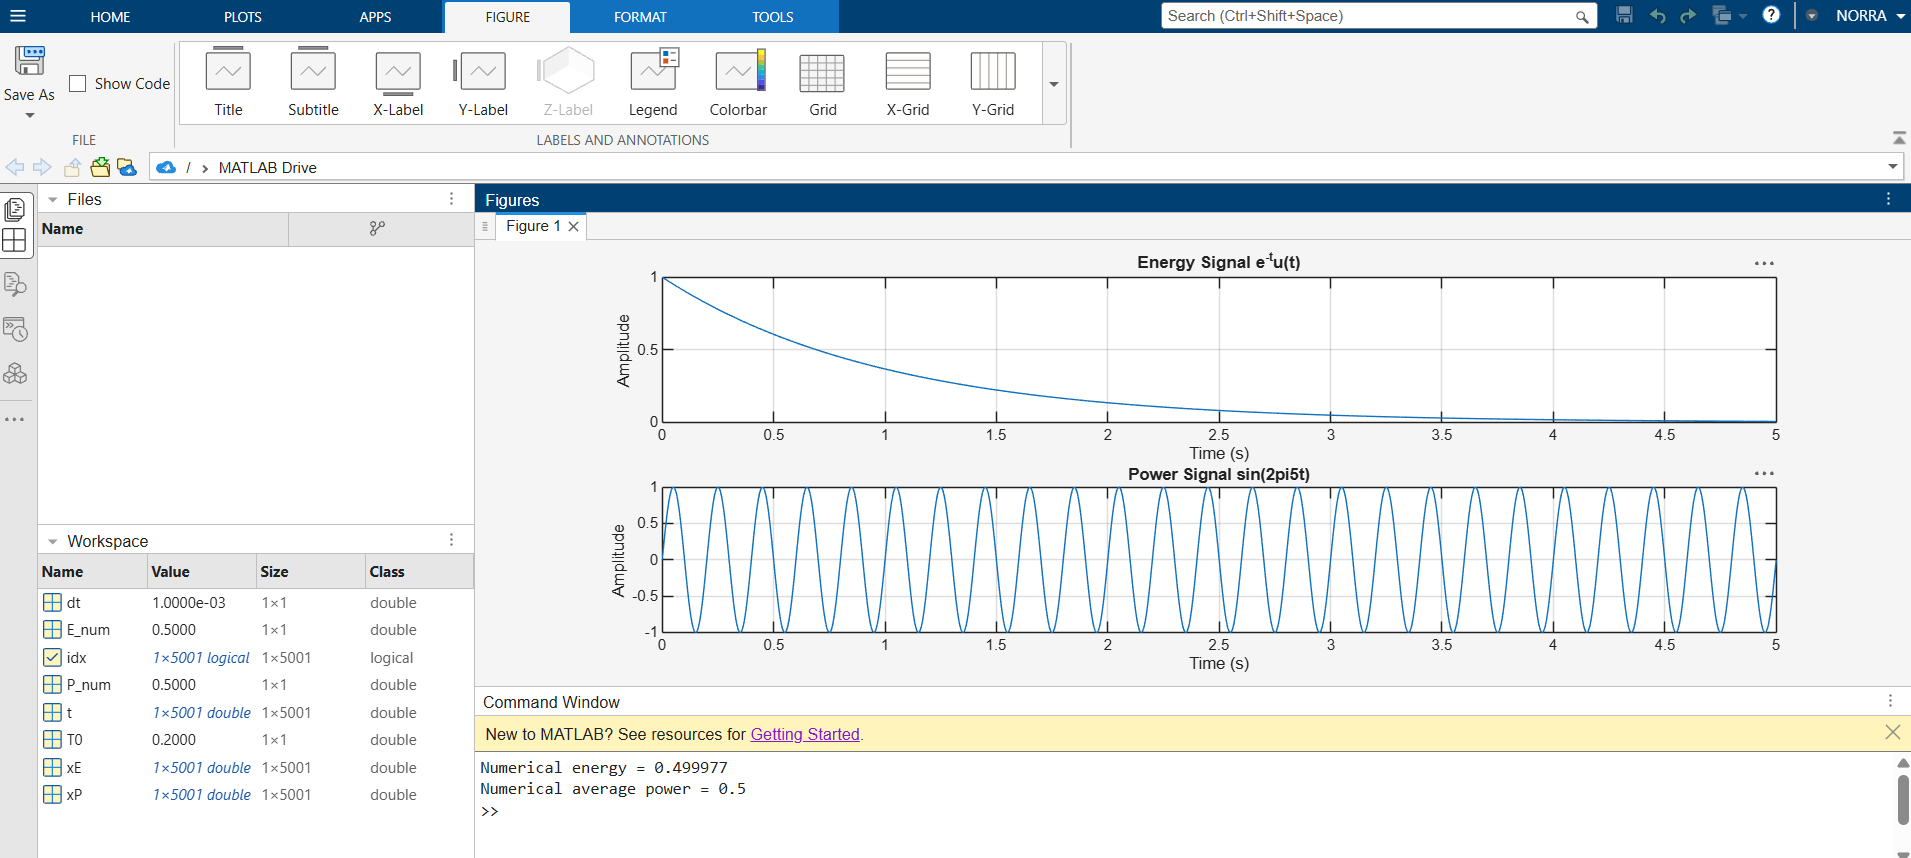 HOME PLOTS APPS FIGURE FORMAT TOOLS Search (Ctrl+Shift+Space) NORRA
Save As
Show Code
Title Subtitle X-Label Y-Label Z-Label Legend Colorbar Grid X-Grid Y-Grid
FILE LABELS AND ANNOTATIONS
/ › MATLAB Drive
Files
Name
Workspace
Name Value Size Class
dt 1.0000e-03 1×1 double
E_num 0.5000 1×1 double
idx 1×5001 logical 1×5001 logical
P_num 0.5000 1×1 double
t 1×5001 double 1×5001 double
T0 0.2000 1×1 double
xE 1×5001 double 1×5001 double
xP 1×5001 double 1×5001 double
Figures
Figure 1
Energy Signal e⁻ᵗu(t)
Amplitude
1
0.5
0
0 0.5 1 1.5 2 2.5 3 3.5 4 4.5 5
Time (s)
Power Signal sin(2pi5t)
Amplitude
1
0.5
0
-0.5
-1
0 0.5 1 1.5 2 2.5 3 3.5 4 4.5 5
Time (s)
Command Window
New to MATLAB? See resources for Getting Started.
Numerical energy = 0.499977
Numerical average power = 0.5
>>